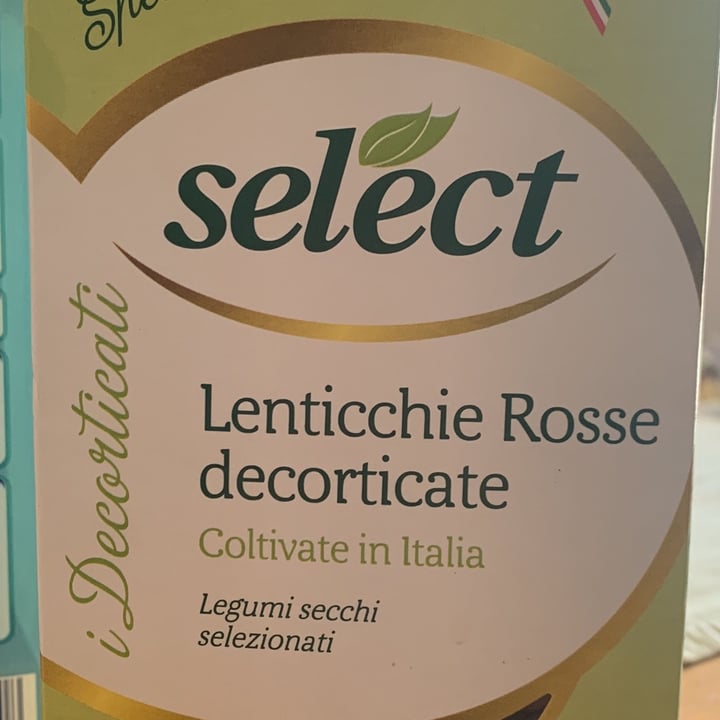 select
i Decorticati
Lenticchie Rosse
decorticate
Coltivate in Italia
Legumi secchi
selezionati